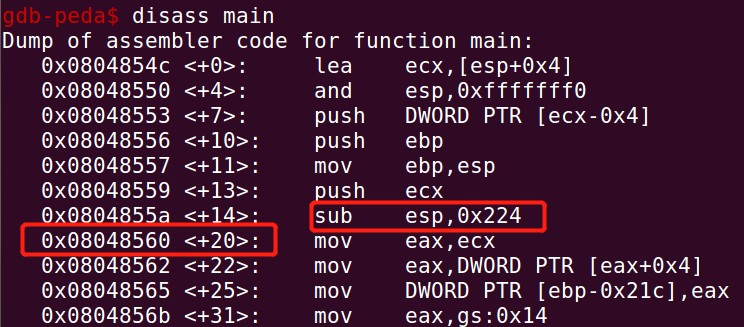 gdb-peda$ disass main
Dump of assembler code for function main:
0x0804854c <+0>: lea ecx,[esp+0x4]
0x08048550 <+4>: and esp,0xfffffff0
0x08048553 <+7>: push DWORD PTR [ecx-0x4]
0x08048556 <+10>: push ebp
0x08048557 <+11>: mov ebp,esp
0x08048559 <+13>: push ecx
0x0804855a <+14>: sub esp,0x224
0x08048560 <+20>: mov eax,ecx
0x08048562 <+22>: mov eax,DWORD PTR [eax+0x4]
0x08048565 <+25>: mov DWORD PTR [ebp-0x21c],eax
0x0804856b <+31>: mov eax,gs:0x14